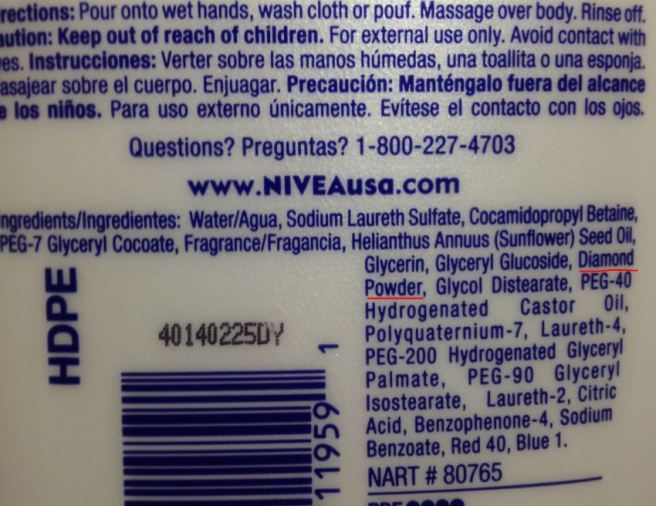 rections: Pour onto wet hands, wash cloth or pouf. Massage over body. Rinse off.
aution: Keep out of reach of children. For external use only. Avoid contact with
es. Instrucciones: Verter sobre las manos húmedas, una toallita o una esponja.
asajear sobre el cuerpo. Enjuagar. Precaución: Manténgalo fuera del alcance
e los niños. Para uso externo únicamente. Evítese el contacto con los ojos.
Questions? Preguntas? 1-800-227-4703
www.NIVEAusa.com
ngredients/Ingredientes: Water/Agua, Sodium Laureth Sulfate, Cocamidopropyl Betaine,
PEG-7 Glyceryl Cocoate, Fragrance/Fragancia, Helianthus Annuus (Sunflower) Seed Oil,
Glycerin, Glyceryl Glucoside, Diamond
Powder, Glycol Distearate, PEG-40
Hydrogenated Castor Oil,
Polyquaternium-7, Laureth-4,
PEG-200 Hydrogenated Glyceryl
Palmate, PEG-90 Glyceryl
Isostearate, Laureth-2, Citric
Acid, Benzophenone-4, Sodium
Benzoate, Red 40, Blue 1.
NART # 80765
HDPE
40140225DY
11959 1